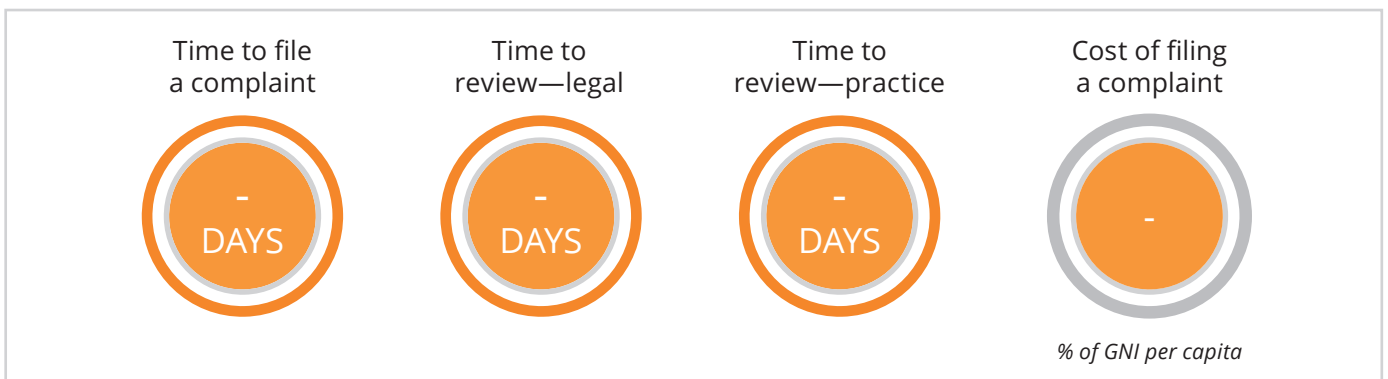 Time to file
a complaint
Time to
review—legal
Time to
review—practice
Cost of filing
a complaint
-
DAYS
-
DAYS
-
DAYS
-
% of GNI per capita